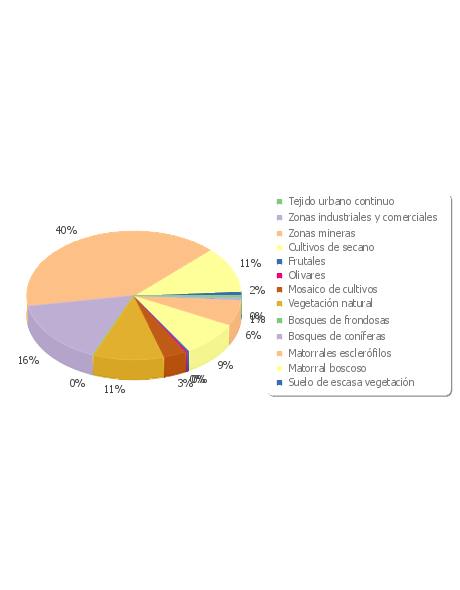 Tejido urbano continuo
Zonas industriales y comerciales
Zonas mineras
Cultivos de secano
Frutales
Olivares
Mosaico de cultivos
Vegetación natural
Bosques de frondosas
Bosques de coníferas
Matorrales esclerófilos
Matorral boscoso
Suelo de escasa vegetación
40%
11%
2%
0%
1%
6%
9%
0%
3%
11%
0%
16%